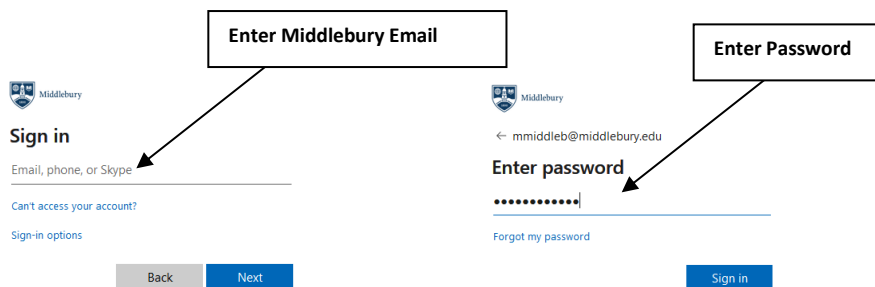 Enter Middlebury Email
Middlebury
Sign in
Email, phone, or Skype
Can't access your account?
Sign-in options
Back
Next
Enter Password
Middlebury
← mmiddleb@middlebury.edu
Enter password
••••••••••••
Forgot my password
Sign in